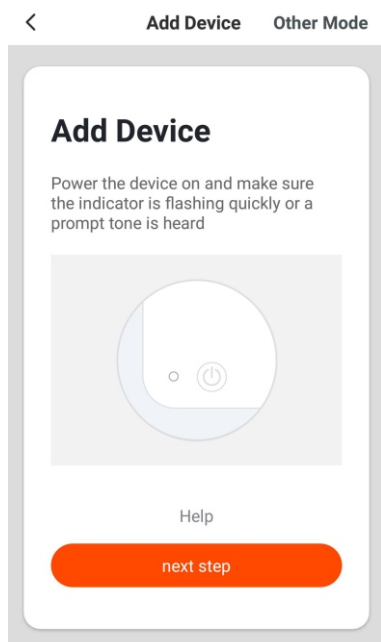 Add Device
Other Mode
Add Device
Power the device on and make sure
the indicator is flashing quickly or a
prompt tone is heard
Help
next step